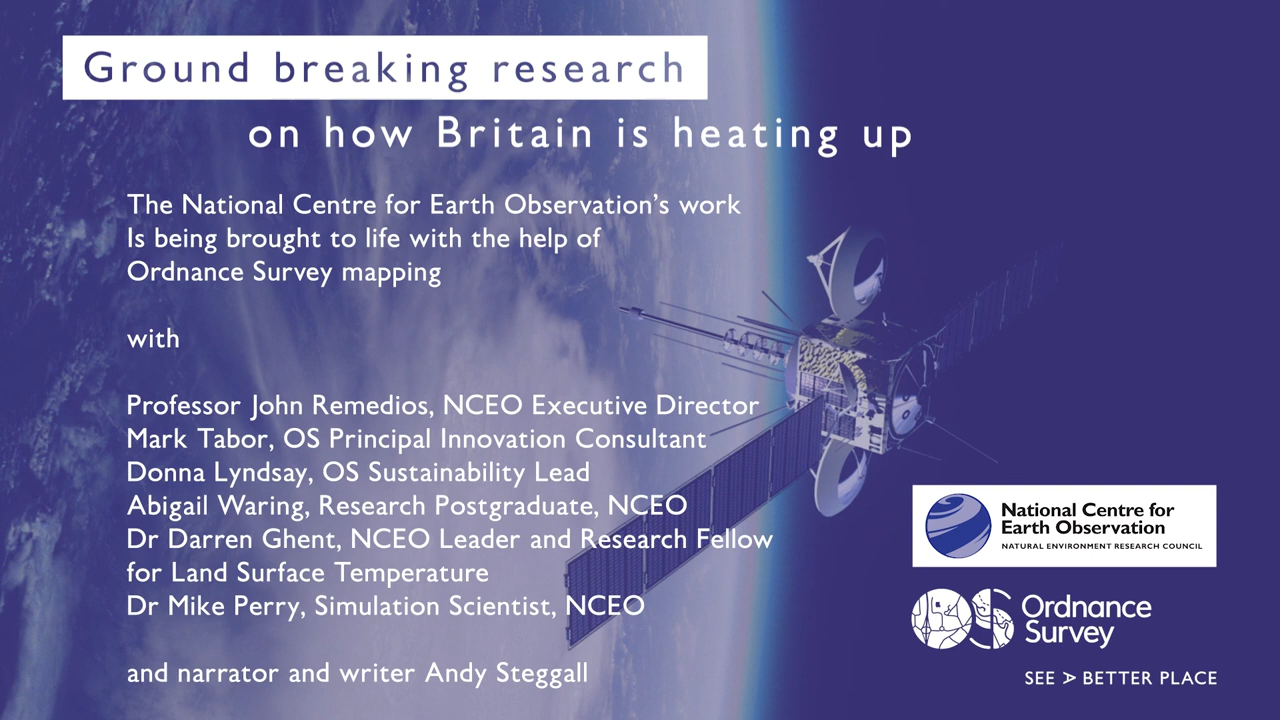 Ground breaking research
on how Britain is heating up
The National Centre for Earth Observation's work
Is being brought to life with the help of
Ordnance Survey mapping
with
Professor John Remedios, NCEO Executive Director
Mark Tabor, OS Principal Innovation Consultant
Donna Lyndsay, OS Sustainability Lead
Abigail Waring, Research Postgraduate, NCEO
Dr Darren Ghent, NCEO Leader and Research Fellow
for Land Surface Temperature
Dr Mike Perry, Simulation Scientist, NCEO
and narrator and writer Andy Steggall
National Centre for
Earth Observation
NATURAL ENVIRONMENT RESEARCH COUNCIL
OS
Ordnance
Survey
SEE A BETTER PLACE